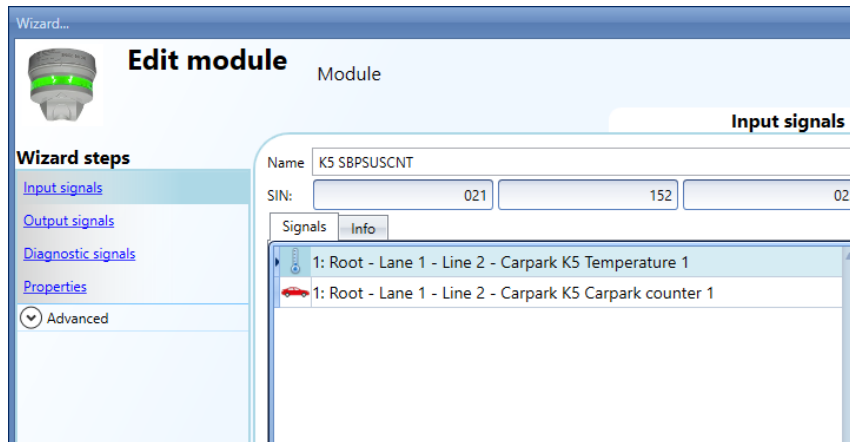 Wizard...
Edit module
Module
Input signals
Wizard steps
Input signals
Output signals
Diagnostic signals
Properties
Advanced
Name K5 SBPSUSCNT
SIN: 021 152 02
Signals Info
1: Root - Lane 1 - Line 2 - Carpark K5 Temperature 1
1: Root - Lane 1 - Line 2 - Carpark K5 Carpark counter 1